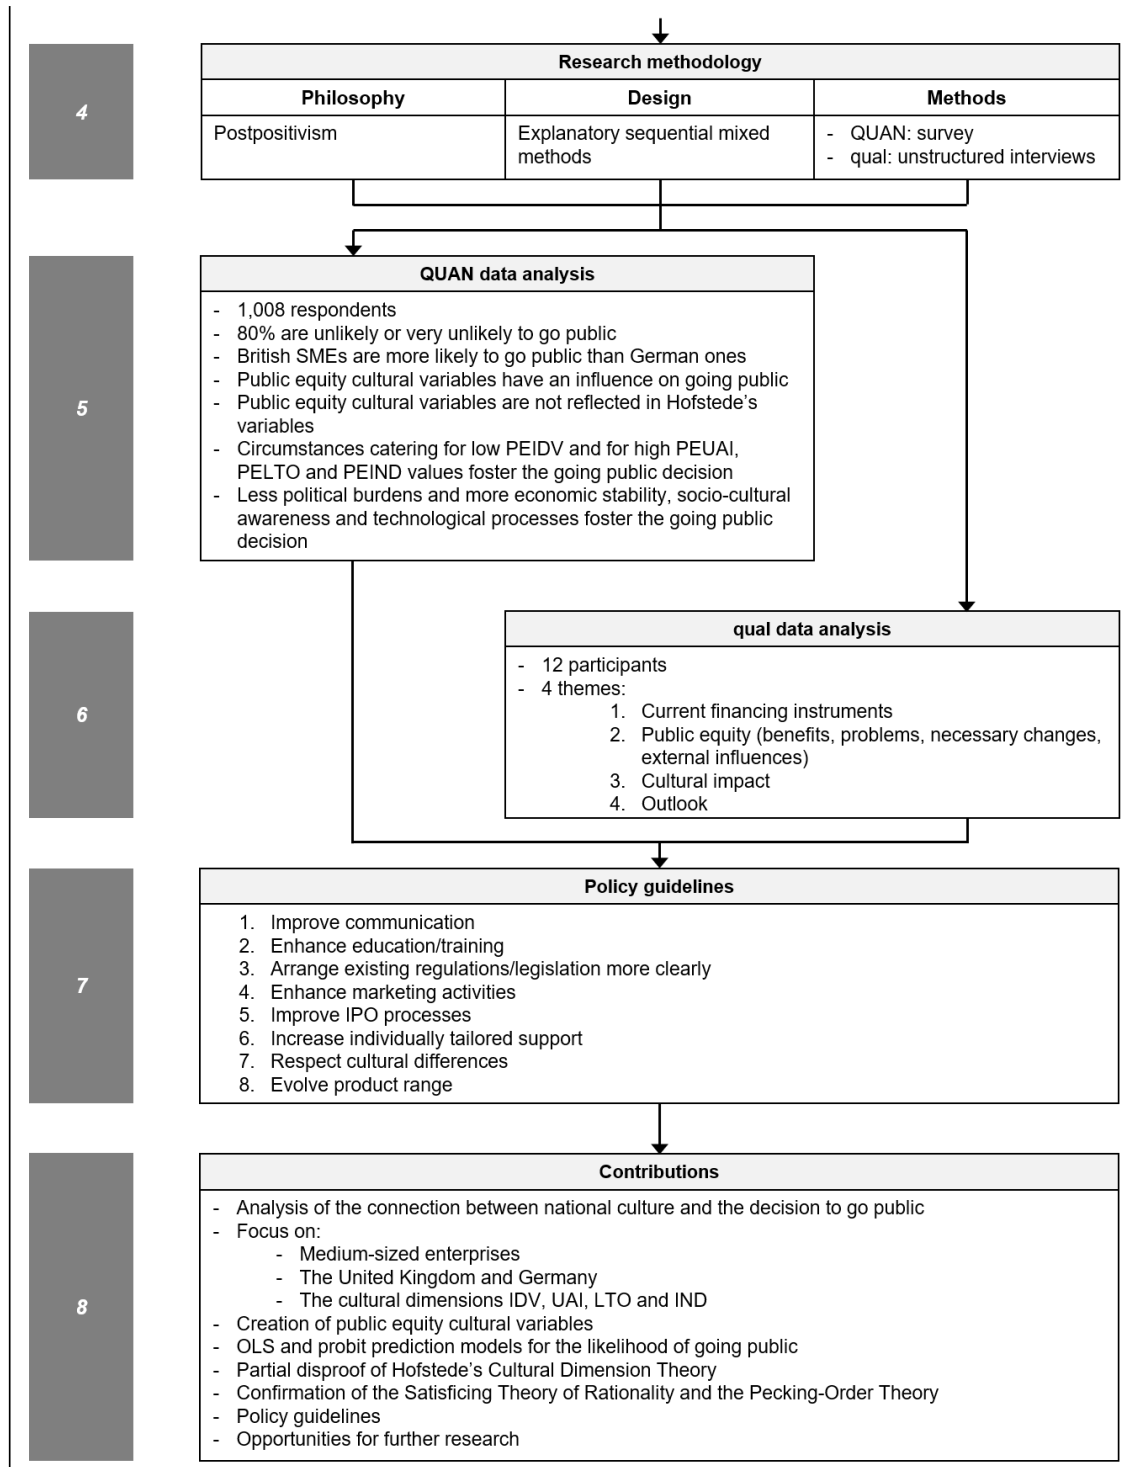 4
Research methodology
Philosophy
Design
Methods
Postpositivism
Explanatory sequential mixed
methods
- QUAN: survey
- qual: unstructured interviews
5
QUAN data analysis
- 1,008 respondents
- 80% are unlikely or very unlikely to go public
- British SMEs are more likely to go public than German ones
- Public equity cultural variables have an influence on going public
- Public equity cultural variables are not reflected in Hofstede's
variables
- Circumstances catering for low PEIDV and for high PEUAI,
PELTO and PEIND values foster the going public decision
- Less political burdens and more economic stability, socio-cultural
awareness and technological processes foster the going public
decision
6
qual data analysis
- 12 participants
- 4 themes:
1. Current financing instruments
2. Public equity (benefits, problems, necessary changes,
external influences)
3. Cultural impact
4. Outlook
7
Policy guidelines
1. Improve communication
2. Enhance education/training
3. Arrange existing regulations/legislation more clearly
4. Enhance marketing activities
5. Improve IPO processes
6. Increase individually tailored support
7. Respect cultural differences
8. Evolve product range
8
Contributions
- Analysis of the connection between national culture and the decision to go public
- Focus on:
- Medium-sized enterprises
- The United Kingdom and Germany
- The cultural dimensions IDV, UAI, LTO and IND
- Creation of public equity cultural variables
- OLS and probit prediction models for the likelihood of going public
- Partial disproof of Hofstede's Cultural Dimension Theory
- Confirmation of the Satisficing Theory of Rationality and the Pecking-Order Theory
- Policy guidelines
- Opportunities for further research